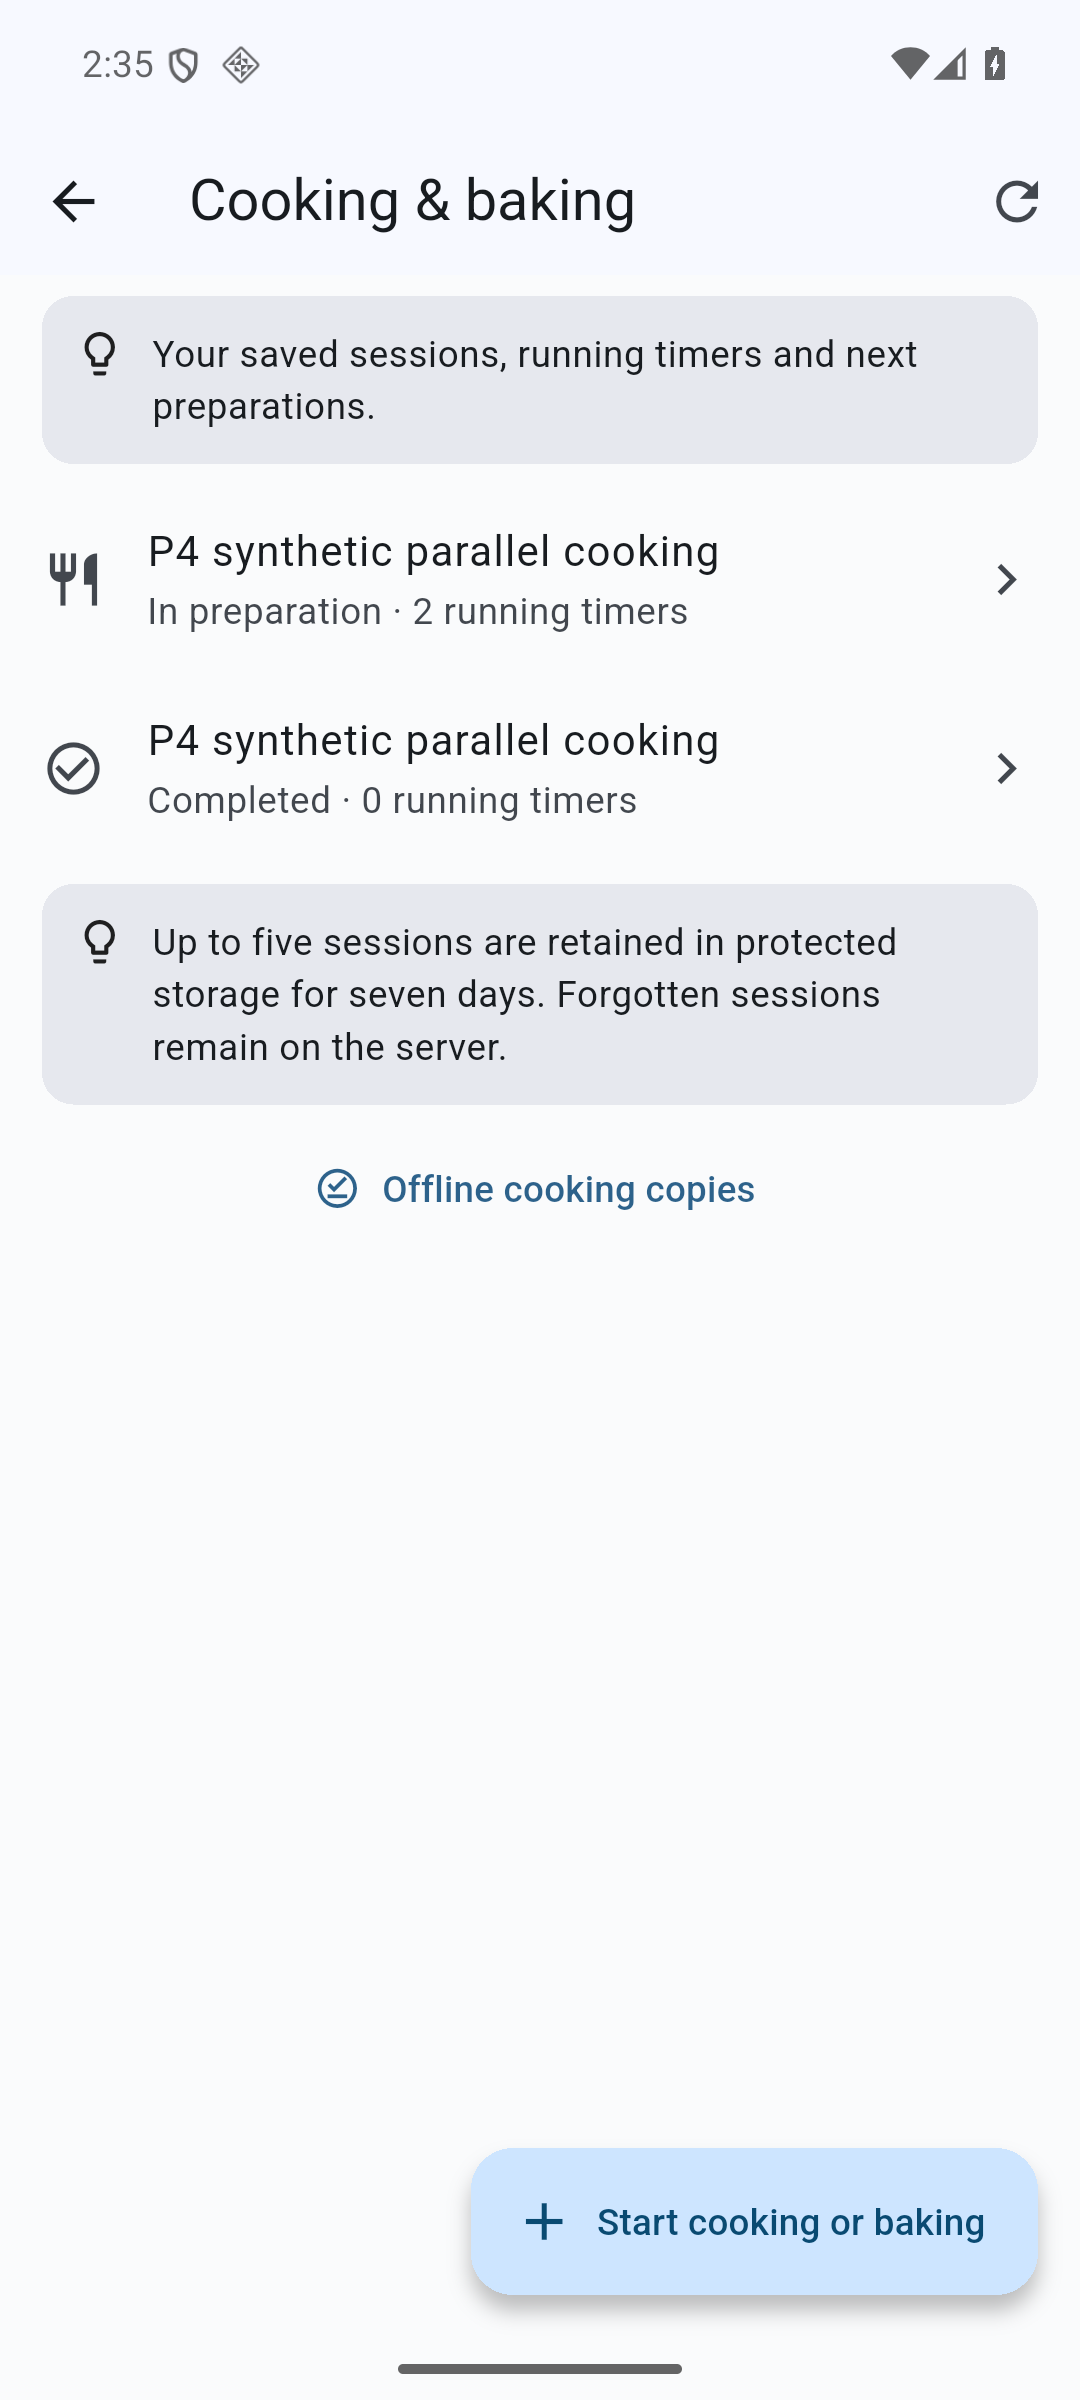 2:35
Cooking & baking
Your saved sessions, running timers and next
preparations.
P4 synthetic parallel cooking
In preparation · 2 running timers
P4 synthetic parallel cooking
Completed · 0 running timers
Up to five sessions are retained in protected
storage for seven days. Forgotten sessions
remain on the server.
Offline cooking copies
Start cooking or baking